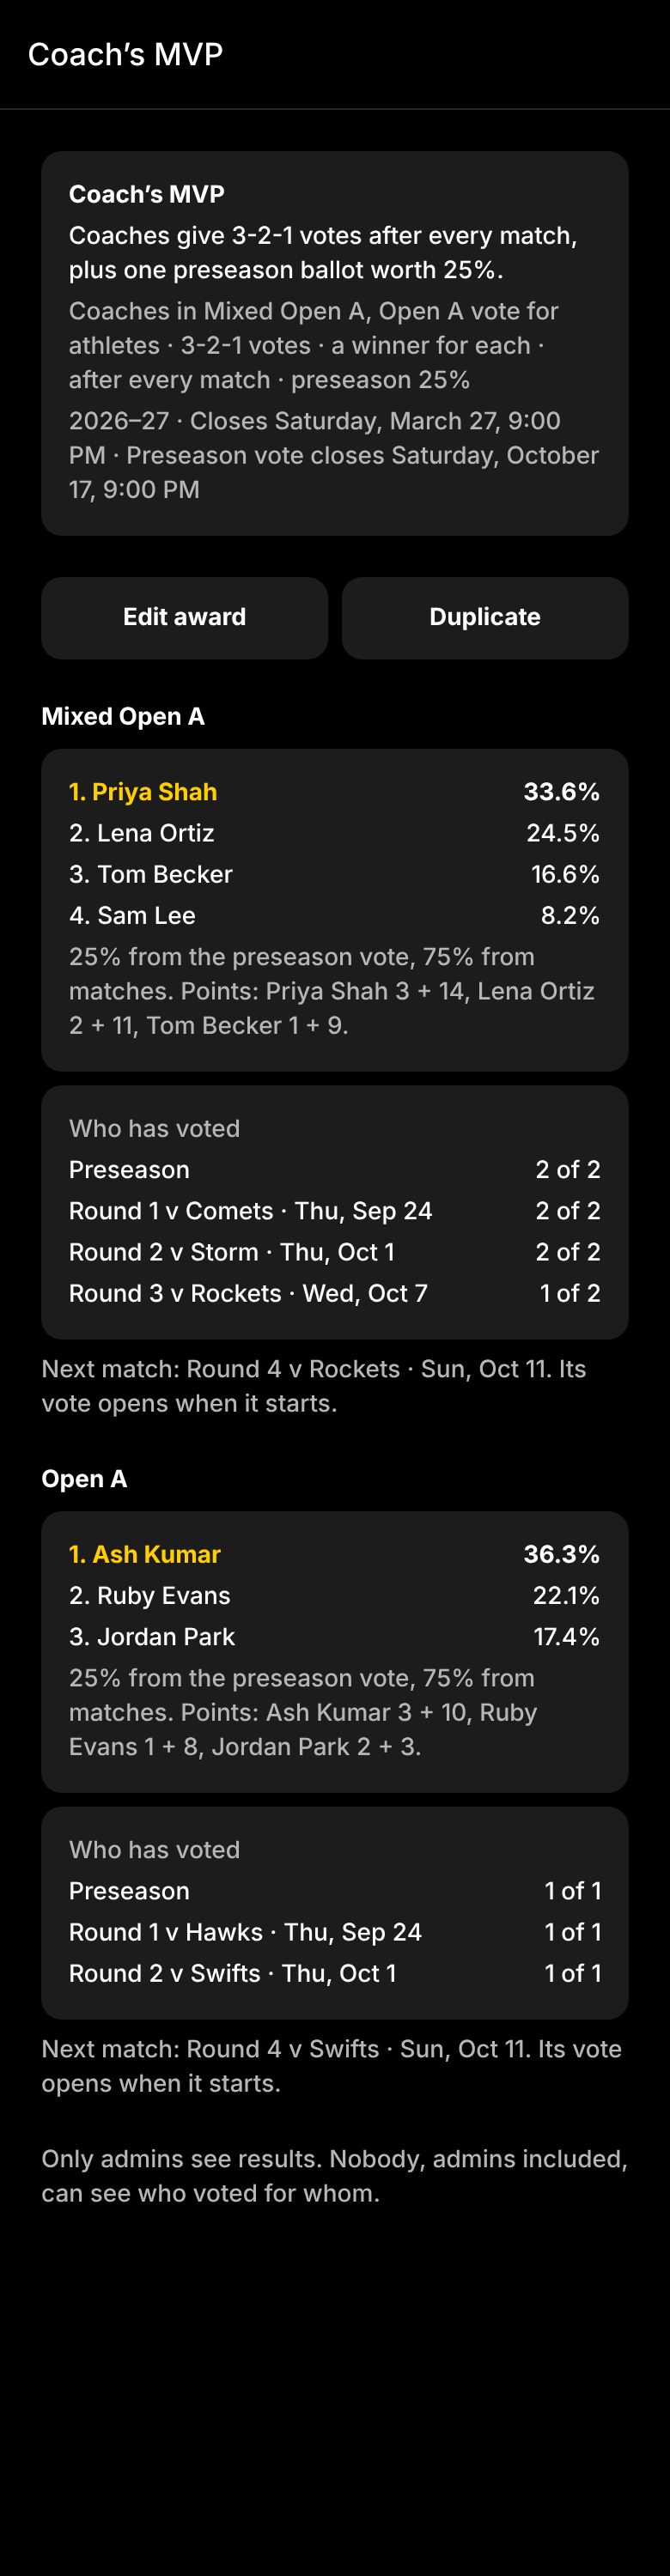 Coach’s MVP
Coach’s MVP
Coaches give 3-2-1 votes after every match,
plus one preseason ballot worth 25%.
Coaches in Mixed Open A, Open A vote for
athletes · 3-2-1 votes · a winner for each ·
after every match · preseason 25%
2026–27 · Closes Saturday, March 27, 9:00
PM · Preseason vote closes Saturday, October
17, 9:00 PM
Edit award
Duplicate
Mixed Open A
1. Priya Shah 33.6%
2. Lena Ortiz 24.5%
3. Tom Becker 16.6%
4. Sam Lee 8.2%
25% from the preseason vote, 75% from
matches. Points: Priya Shah 3 + 14, Lena Ortiz
2 + 11, Tom Becker 1 + 9.
Who has voted
Preseason 2 of 2
Round 1 v Comets · Thu, Sep 24 2 of 2
Round 2 v Storm · Thu, Oct 1 2 of 2
Round 3 v Rockets · Wed, Oct 7 1 of 2
Next match: Round 4 v Rockets · Sun, Oct 11. Its
vote opens when it starts.
Open A
1. Ash Kumar 36.3%
2. Ruby Evans 22.1%
3. Jordan Park 17.4%
25% from the preseason vote, 75% from
matches. Points: Ash Kumar 3 + 10, Ruby
Evans 1 + 8, Jordan Park 2 + 3.
Who has voted
Preseason 1 of 1
Round 1 v Hawks · Thu, Sep 24 1 of 1
Round 2 v Swifts · Thu, Oct 1 1 of 1
Next match: Round 4 v Swifts · Sun, Oct 11. Its vote
opens when it starts.
Only admins see results. Nobody, admins included,
can see who voted for whom.